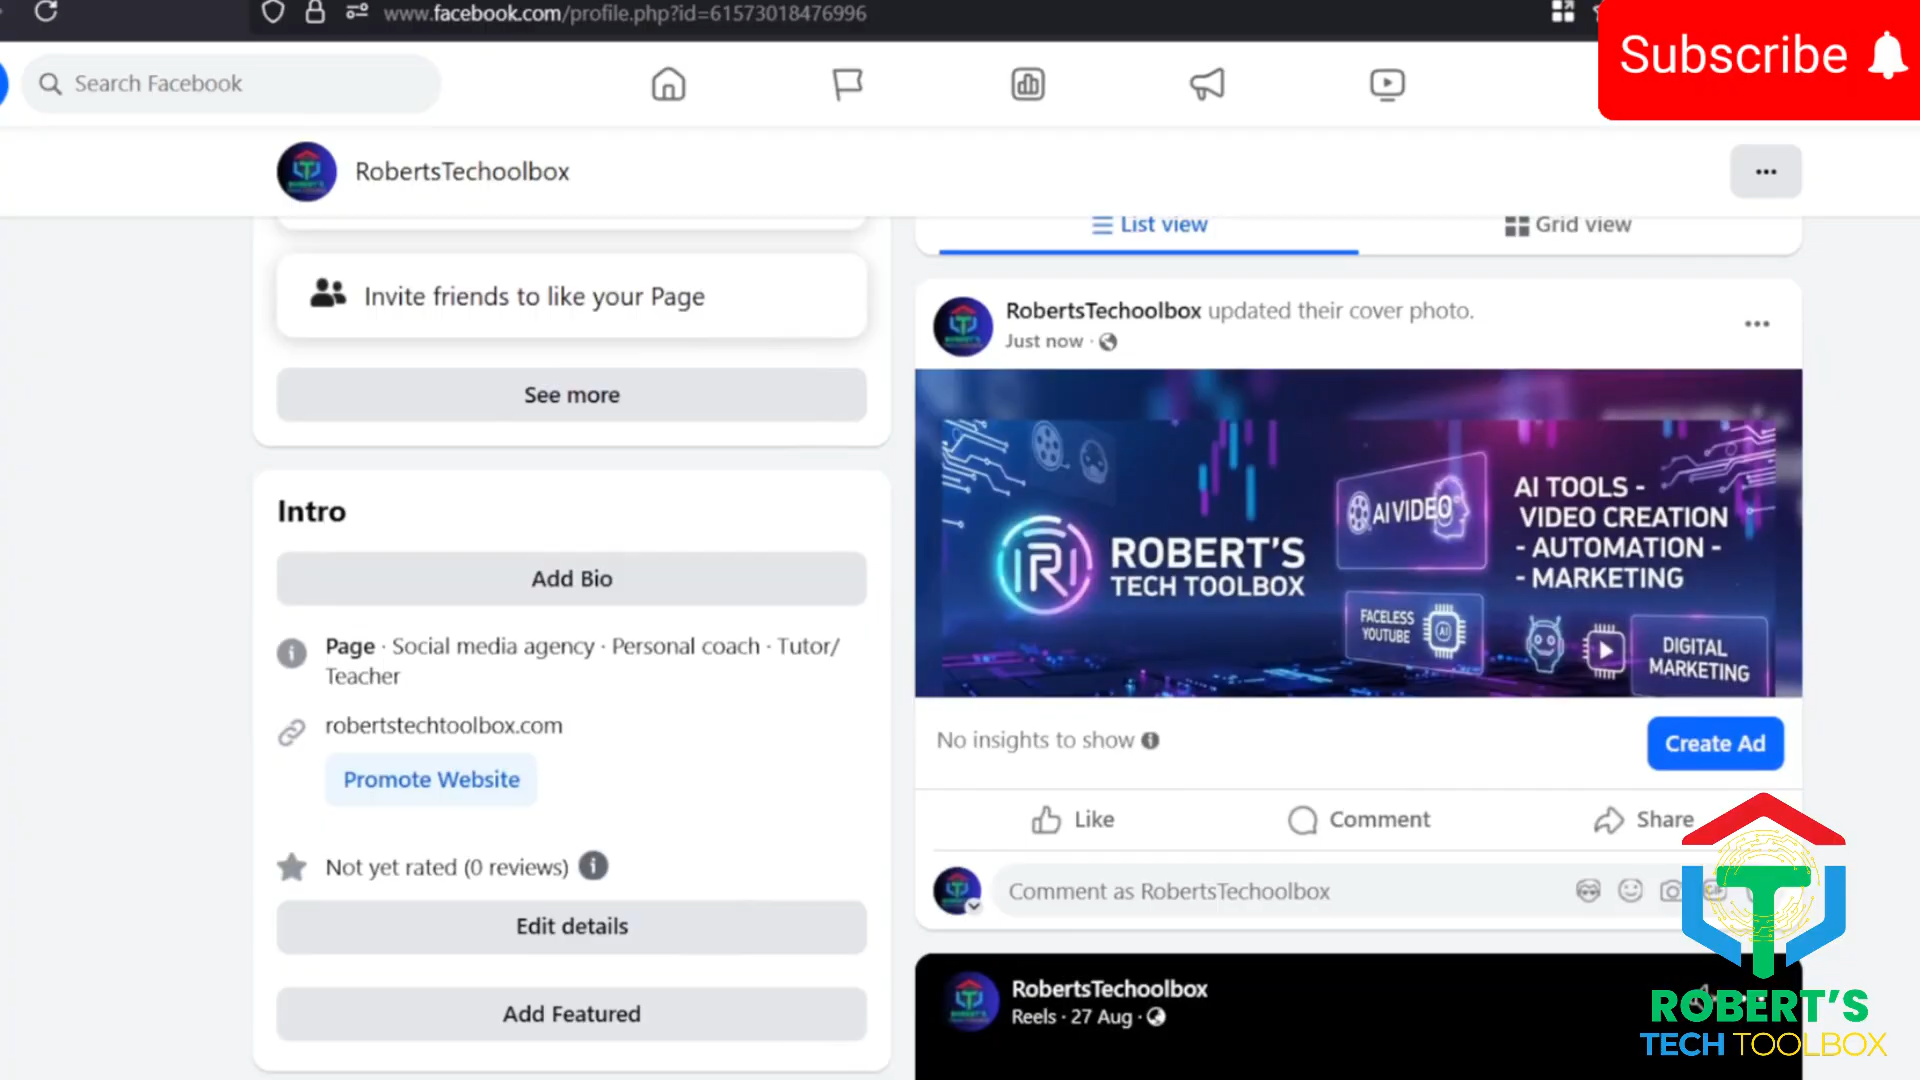 www.facebook.com/profile.php?id=61573018476996
Subscribe
Search Facebook
RobertsTechoolbox
List view
Grid view
Invite friends to like your Page
See more
RobertsTechoolbox updated their cover photo.
Just now ·
ROBERT'S
TECH TOOLBOX
AI VIDEO
AI TOOLS -
VIDEO CREATION
- AUTOMATION -
- MARKETING
FACELESS
YOUTUBE
AI
DIGITAL
MARKETING
Intro
Add Bio
Page · Social media agency · Personal coach · Tutor/
Teacher
robertstechtoolbox.com
Promote Website
Not yet rated (0 reviews)
Edit details
Add Featured
No insights to show
Create Ad
Like
Comment
Share
Comment as RobertsTechoolbox
RobertsTechoolbox
Reels · 27 Aug ·
ROBERT'S
TECH TOOLBOX